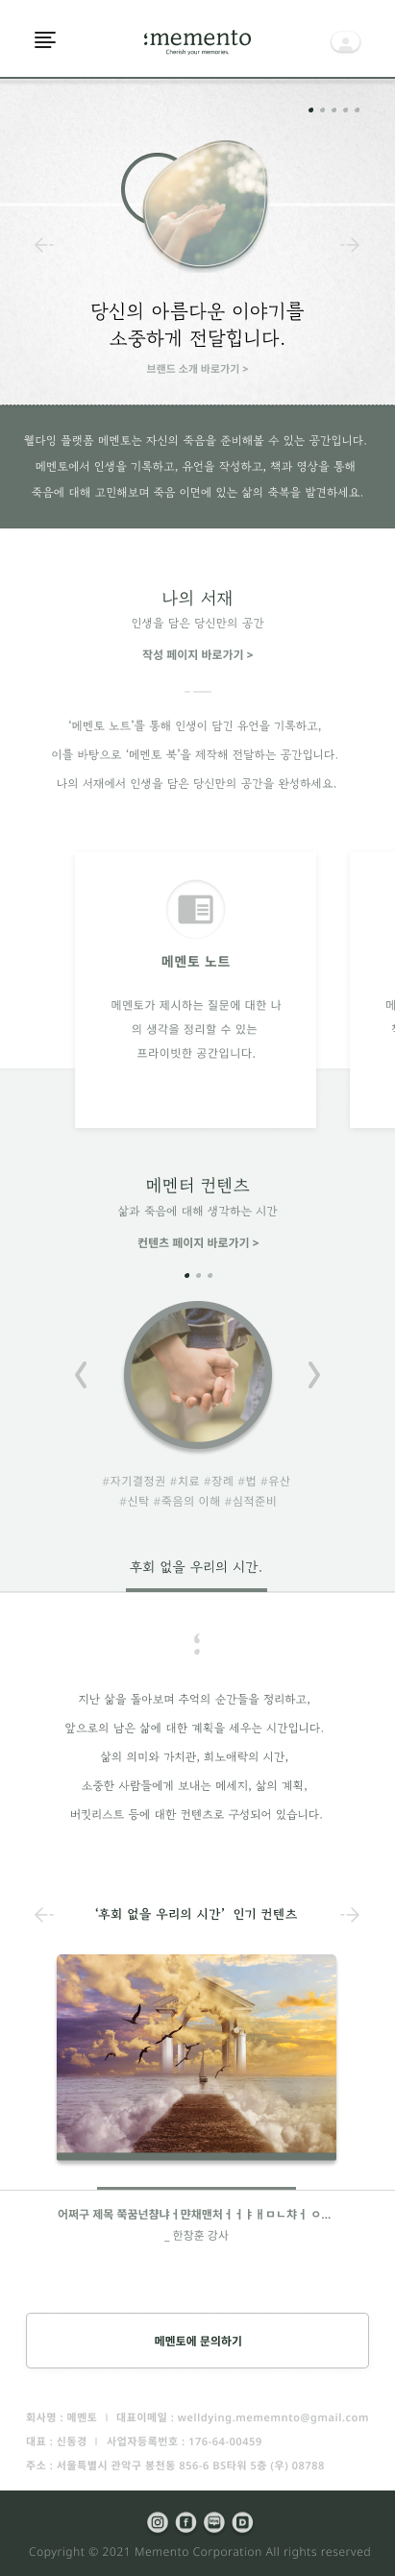 :memento
Cherish your memories.
당신의 아름다운 이야기를
소중하게 전달힙니다.
브랜드 소개 바로가기 >
웰다잉 플랫폼 메멘토는 자신의 죽음을 준비해볼 수 있는 공간입니다.
메멘토에서 인생을 기록하고, 유언을 작성하고, 책과 영상을 통해
죽음에 대해 고민해보며 죽음 이면에 있는 삶의 축복을 발견하세요.
나의 서재
인생을 담은 당신만의 공간
작성 페이지 바로가기 >
‘메멘토 노트’를 통해 인생이 담긴 유언을 기록하고,
이를 바탕으로 ‘메멘토 북’을 제작해 전달하는 공간입니다.
나의 서재에서 인생을 담은 당신만의 공간을 완성하세요.
메멘토 노트
메멘토가 제시하는 질문에 대한 나
의 생각을 정리할 수 있는
프라이빗한 공간입니다.
메멘터 컨텐츠
삶과 죽음에 대해 생각하는 시간
컨텐츠 페이지 바로가기 >
#자기결정권 #치료 #장례 #법 #유산
#신탁 #죽음의 이해 #심적준비
후회 없을 우리의 시간.
지난 삶을 돌아보며 추억의 순간들을 정리하고,
앞으로의 남은 삶에 대한 계획을 세우는 시간입니다.
삶의 의미와 가치관, 희노애락의 시간,
소중한 사람들에게 보내는 메세지, 삶의 계획,
버킷리스트 등에 대한 컨텐츠로 구성되어 있습니다.
‘후회 없을 우리의 시간’ 인기 컨텐츠
어쩌구 제목
_ 한창훈 강사
메멘토에 문의하기
회사명 : 메멘토 | 대표이메일 : welldying.mememnto@gmail.com
대표 : 신동경 | 사업자등록번호 : 176-64-00459
주소 : 서울특별시 관악구 봉천동 856-6 BS타워 5층 (우) 08788
Copyright © 2021 Memento Corporation All rights reserved